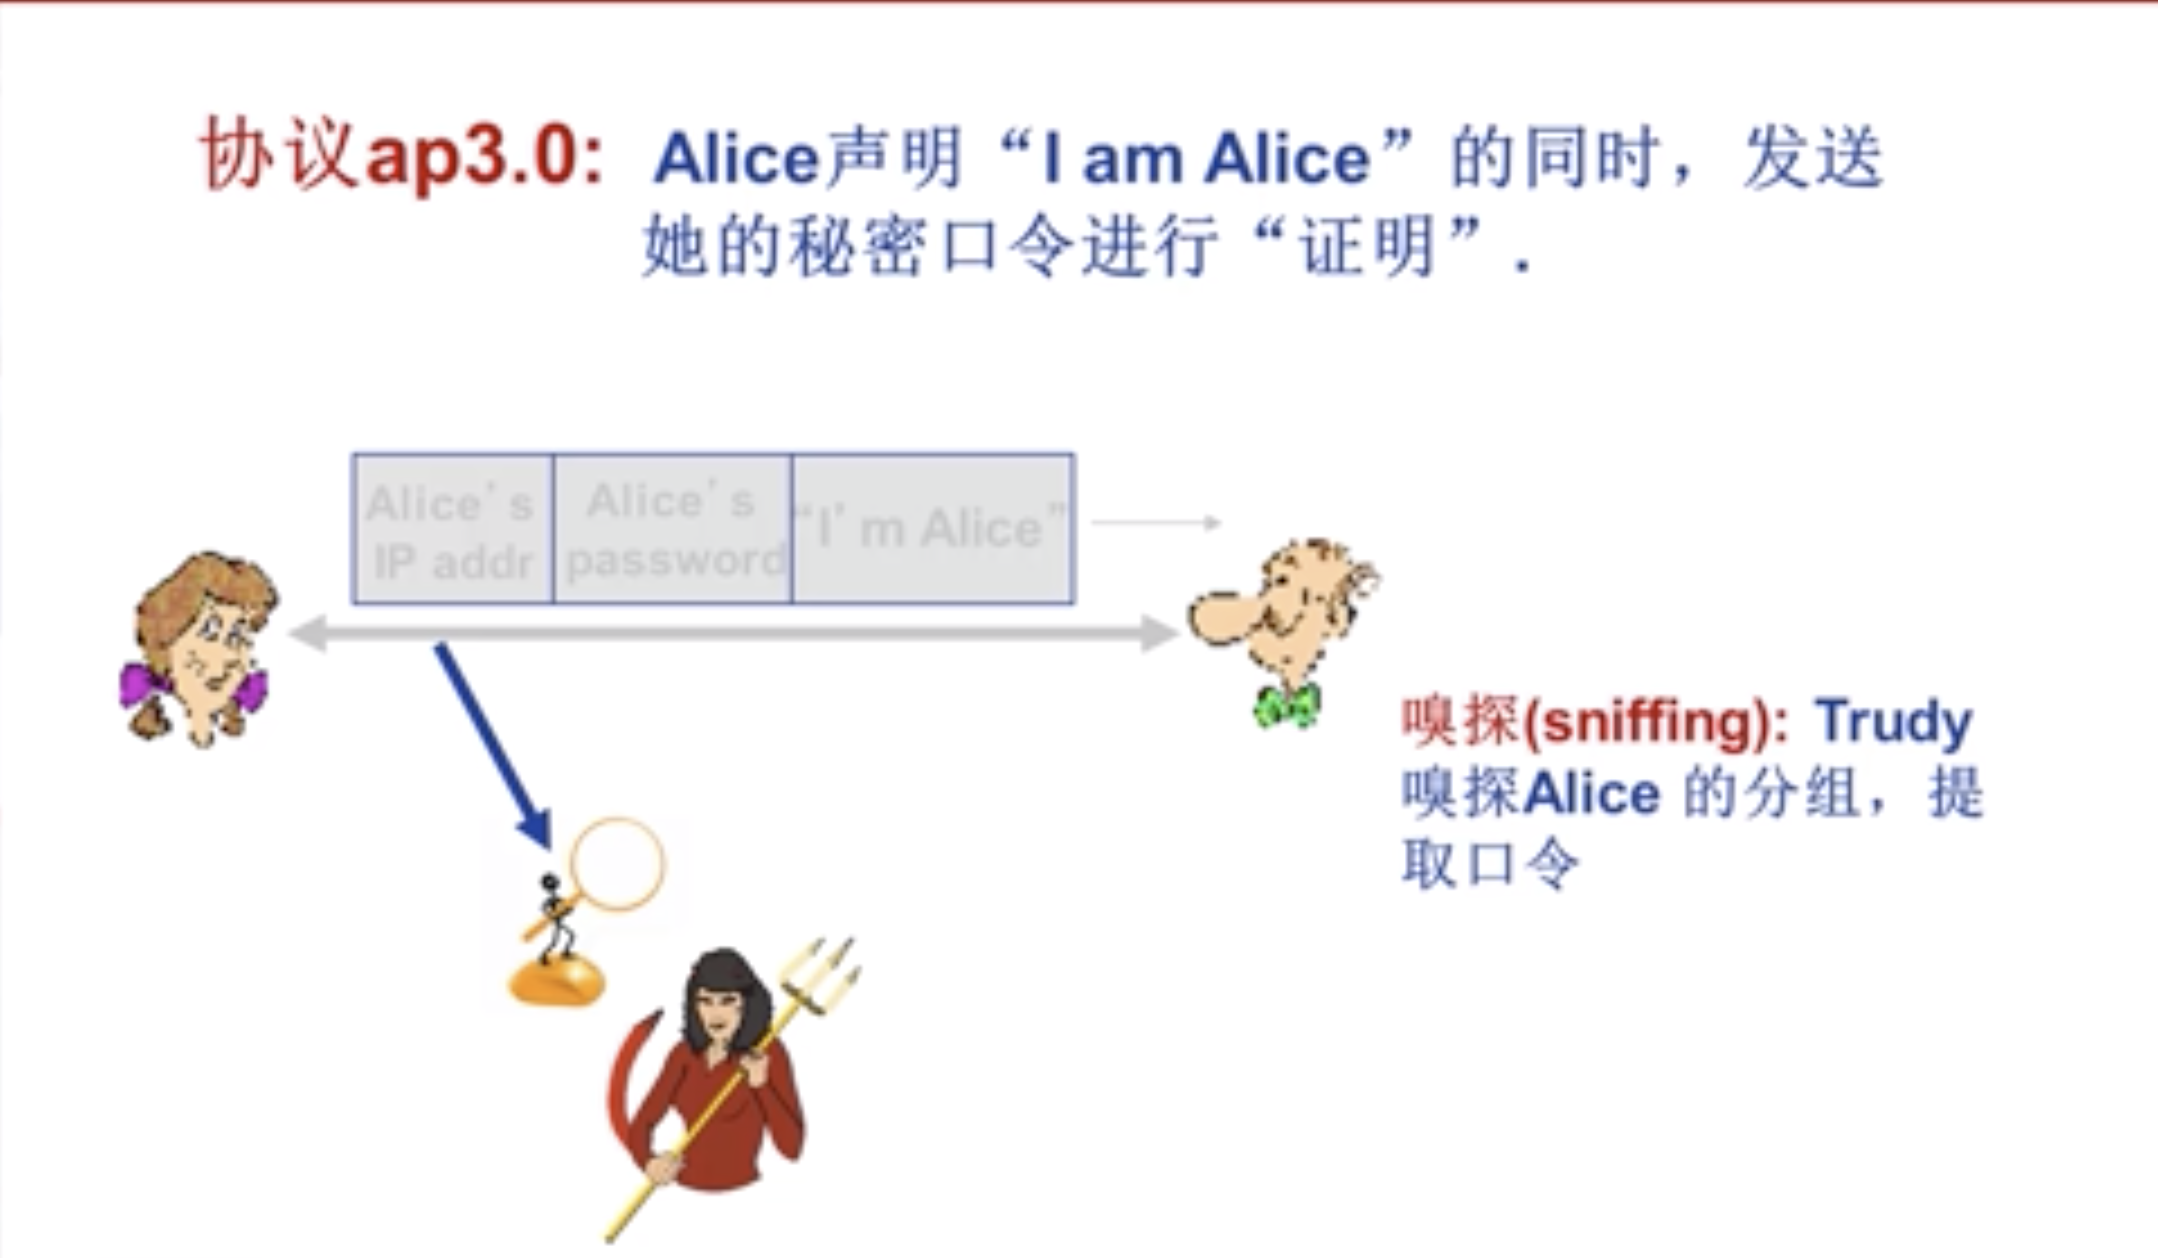 协议ap3.0: Alice声明“I am Alice”的同时，发送
她的秘密口令进行“证明”.
Alice’s
IP addr
Alice’s
password
“I’m Alice”
嗅探(sniffing): Trudy
嗅探Alice 的分组，提
取口令